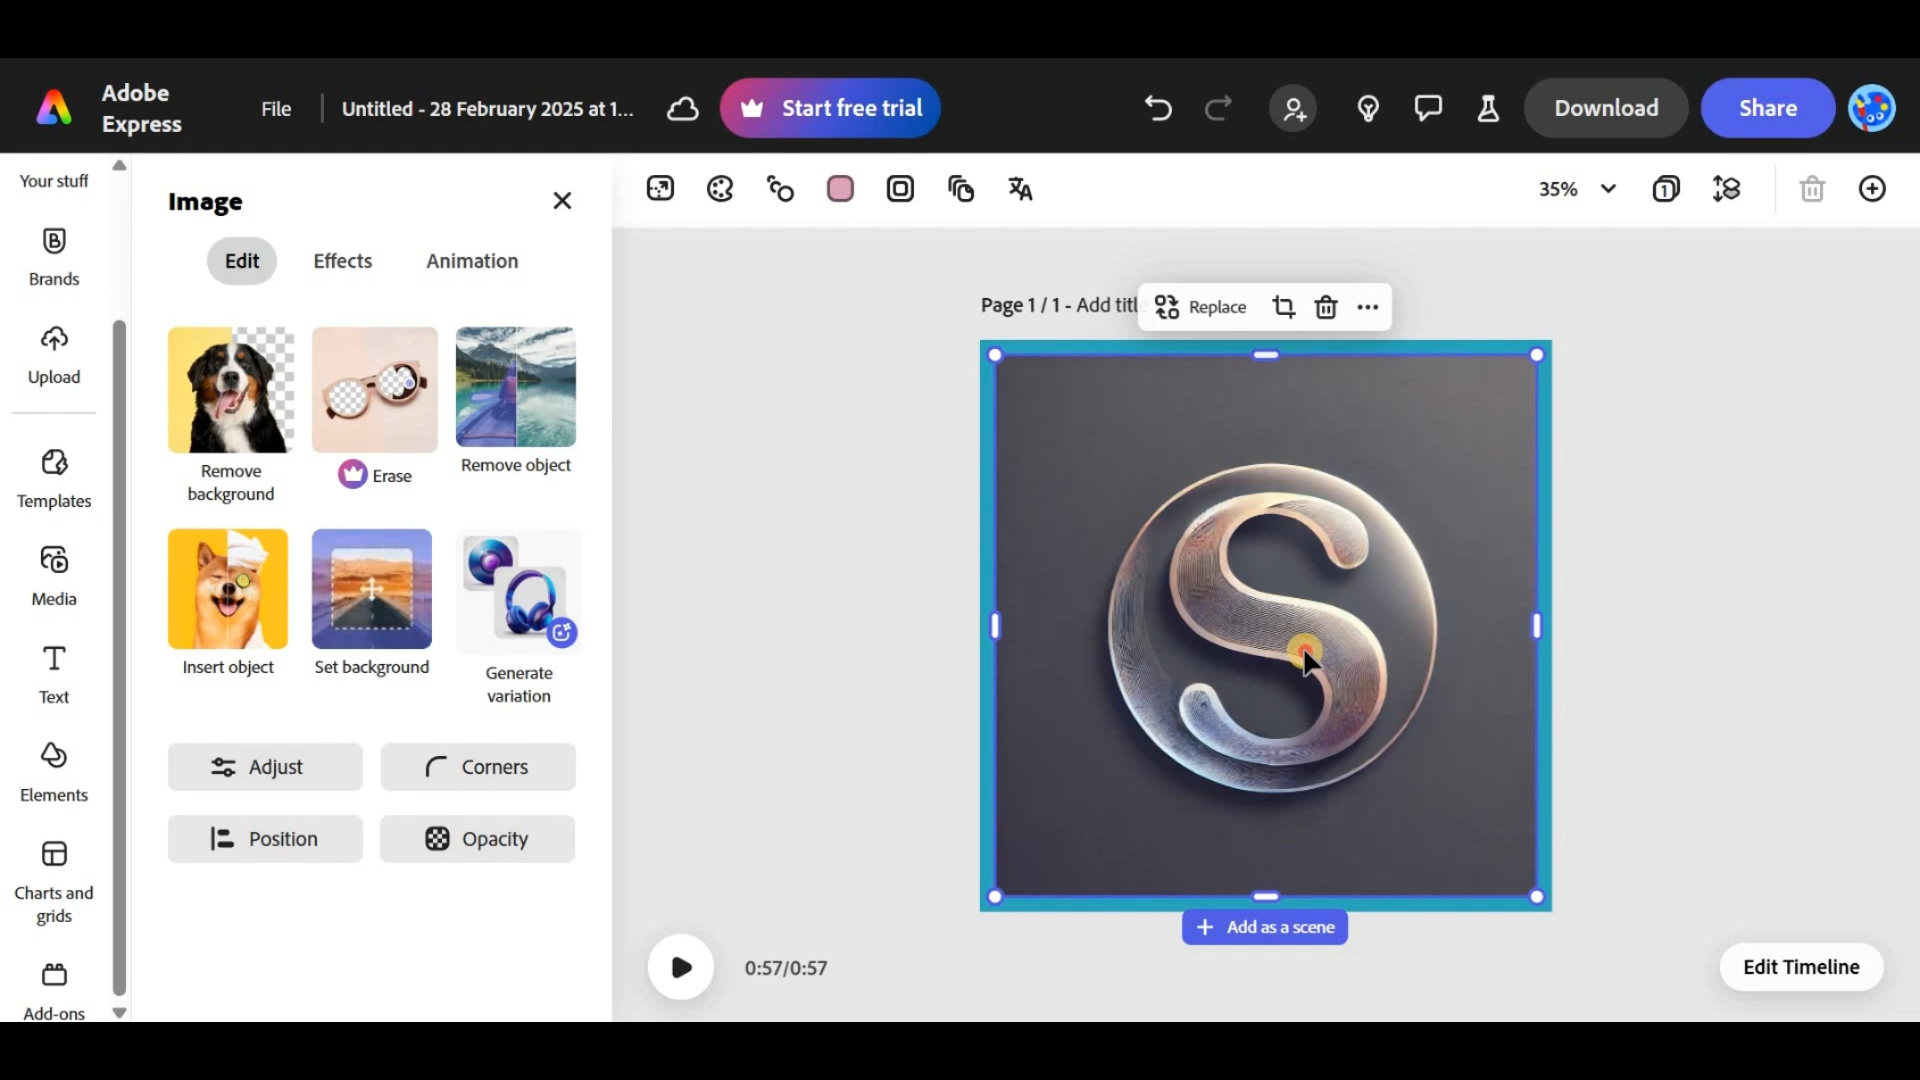 Adobe
Express
File
Untitled - 28 February 2025 at 1...
Start free trial
Download
Share
Your stuff
Brands
Upload
Templates
Media
Text
Elements
Charts and
grids
Add-ons
Image
Edit
Effects
Animation
Remove
background
Erase
Remove object
Insert object
Set background
Generate
variation
Adjust
Corners
Position
Opacity
35%
1
Page 1 / 1 - Add title
Replace
S
Add as a scene
0:57/0:57
Edit Timeline